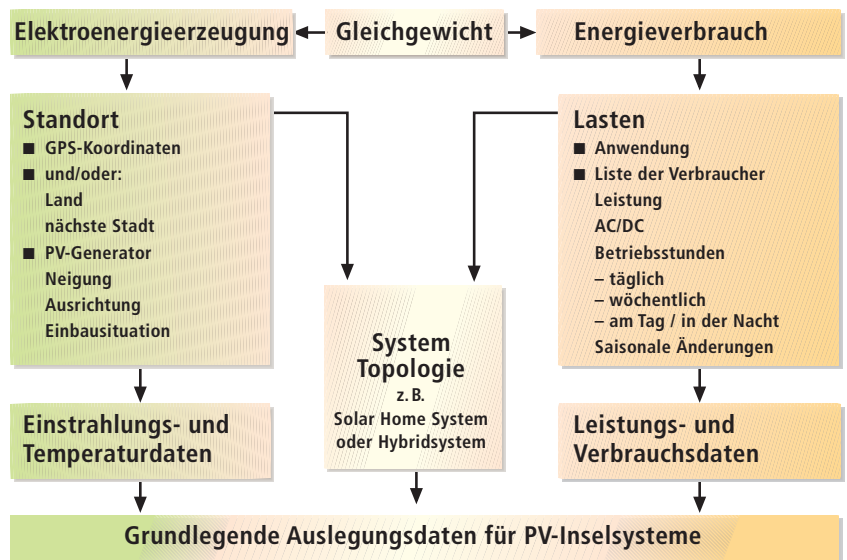 Elektroenergieerzeugung
Gleichgewicht
Energieverbrauch
Standort
■ GPS-Koordinaten
■ und/oder:
Land
nächste Stadt
■ PV-Generator
Neigung
Ausrichtung
Einbausituation
Lasten
■ Anwendung
■ Liste der Verbraucher
Leistung
AC/DC
Betriebsstunden
– täglich
– wöchentlich
– am Tag / in der Nacht
Saisonale Änderungen
System
Topologie
z. B.
Solar Home System
oder Hybridsystem
Einstrahlungs- und
Temperaturdaten
Leistungs- und
Verbrauchsdaten
Grundlegende Auslegungsdaten für PV-Inselsysteme